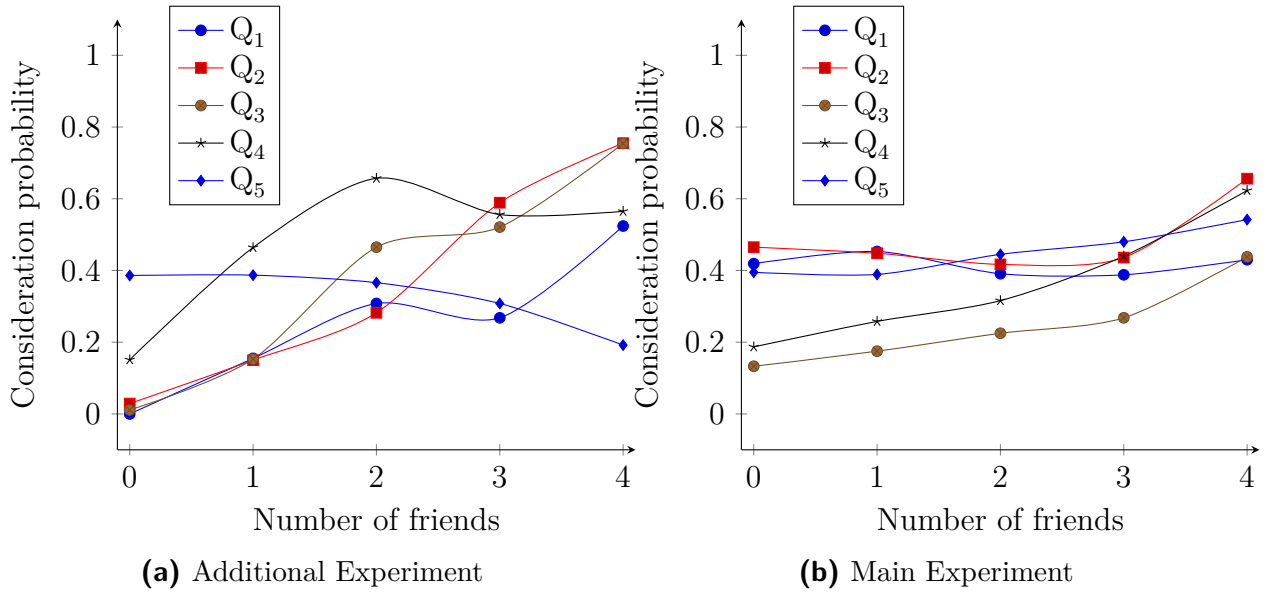 Consideration probability
1
0.8
0.6
0.4
0.2
0
0 1 2 3 4
Number of friends
Q1
Q2
Q3
Q4
Q5
(a) Additional Experiment
Consideration probability
1
0.8
0.6
0.4
0.2
0
0 1 2 3 4
Number of friends
Q1
Q2
Q3
Q4
Q5
(b) Main Experiment